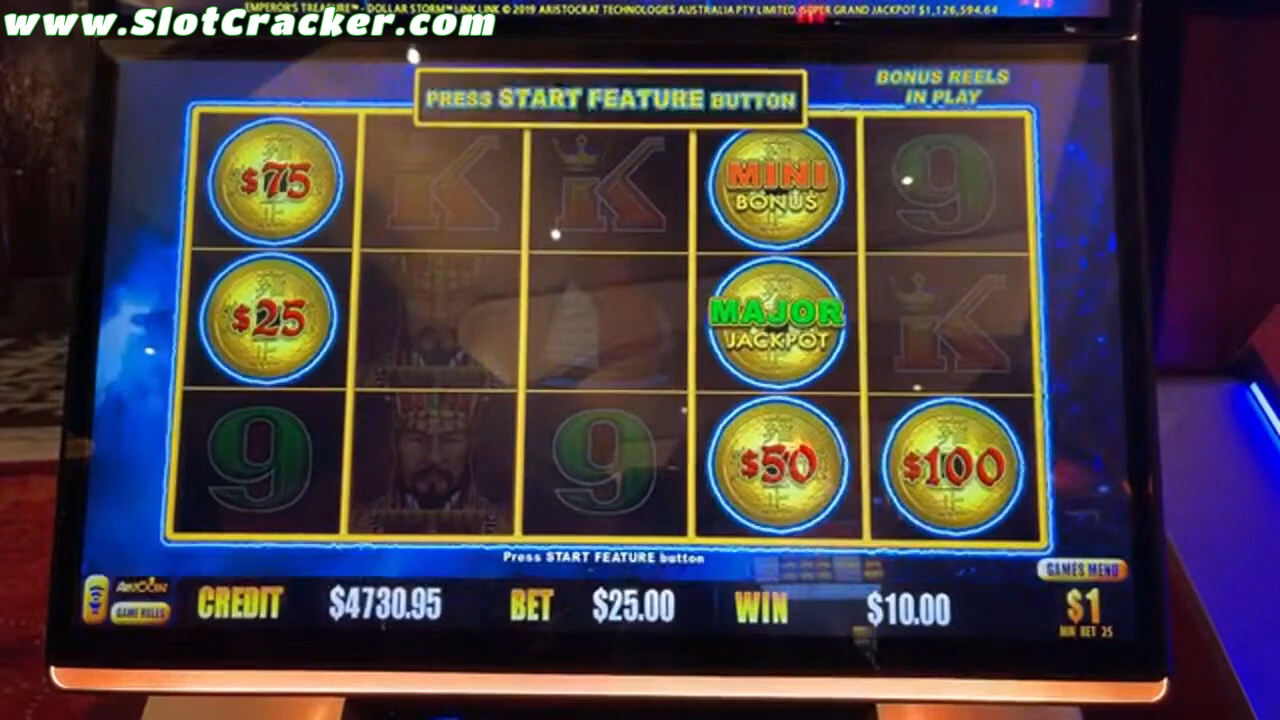 www.SlotCracker.com
EMPEROR'S TREASURE™ - DOLLAR STORM™ LINK LINK © 2019 ARISTOCRAT TECHNOLOGIES AUSTRALIA PTY LIMITED. SUPER GRAND JACKPOT $1,126,594.64
PRESS START FEATURE BUTTON
BONUS REELS
IN PLAY
$75
K
K
MINI
BONUS
9
$25
MAJOR
JACKPOT
K
9
9
$50
$100
Press START FEATURE button
GAMES MENU
GAME RULES
CREDIT $4730.95 BET $25.00 WIN $10.00 $1
MIN BET 25